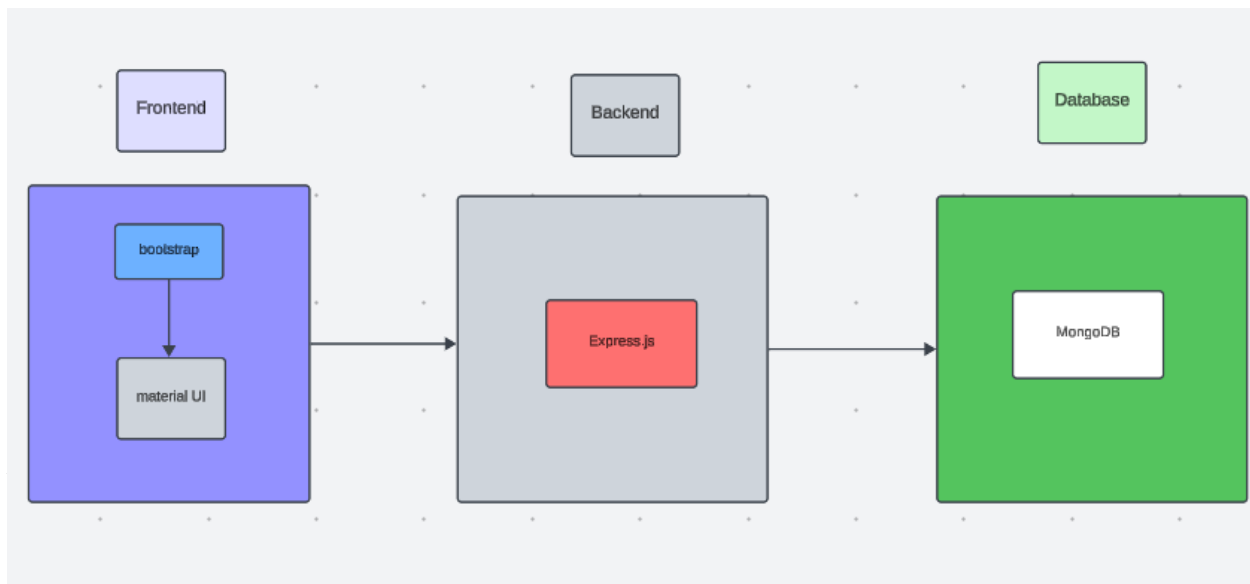 Frontend
Backend
Database
bootstrap
material UI
Express.js
MongoDB